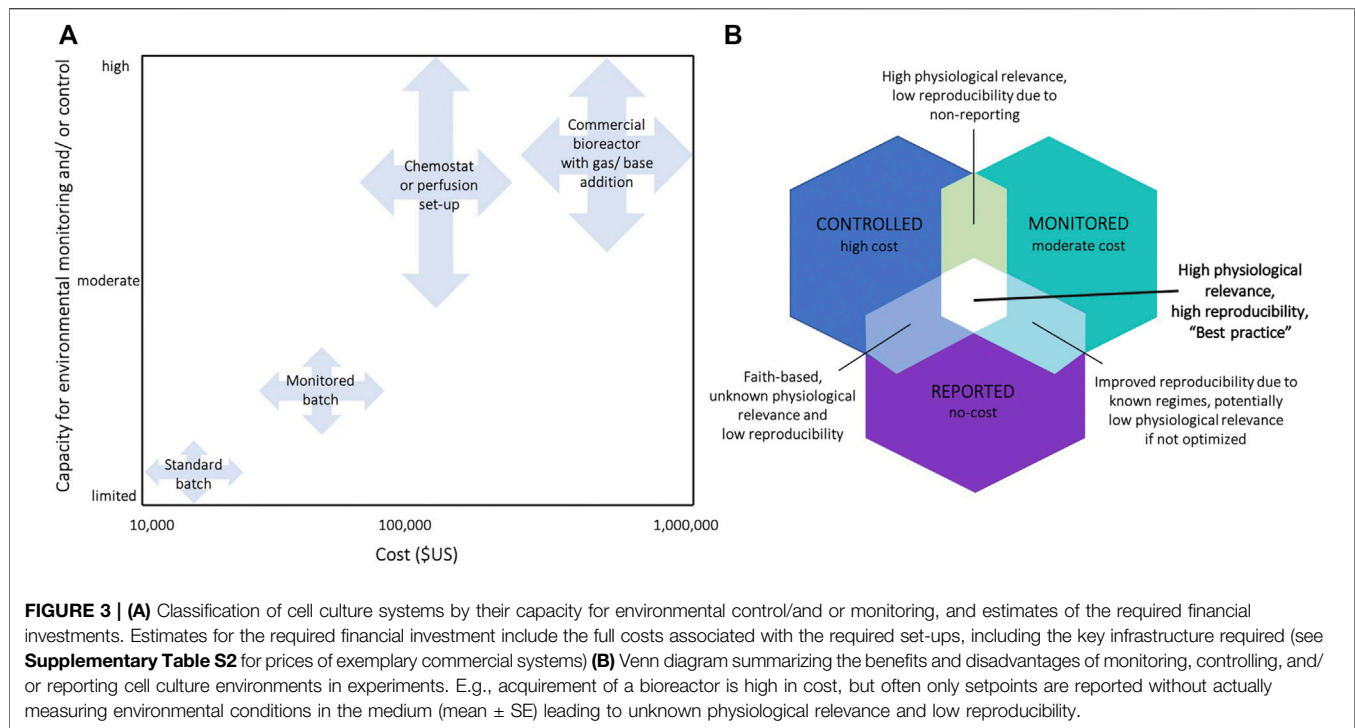 A
high
moderate
limited
Capacity for environmental monitoring and/ or control
Chemostat
or perfusion
set-up
Commercial
bioreactor
with gas/ base
addition
Monitored
batch
Standard
batch
10,000
100,000
1,000,000
Cost ($US)
B
High physiological relevance,
low reproducibility due to
non-reporting
CONTROLLED
high cost
MONITORED
moderate cost
High physiological
relevance,
high reproducibility,
“Best practice”
REPORTED
no-cost
Faith-based,
unknown physiological
relevance and
low reproducibility
Improved reproducibility due to
known regimes, potentially
low physiological relevance
if not optimized
FIGURE 3 | (A) Classification of cell culture systems by their capacity for environmental control/and or monitoring, and estimates of the required financial
investments. Estimates for the required financial investment include the full costs associated with the required set-ups, including the key infrastructure required (see
Supplementary Table S2 for prices of exemplary commercial systems) (B) Venn diagram summarizing the benefits and disadvantages of monitoring, controlling, and/
or reporting cell culture environments in experiments. E.g., acquirement of a bioreactor is high in cost, but often only setpoints are reported without actually
measuring environmental conditions in the medium (mean ± SE) leading to unknown physiological relevance and low reproducibility.